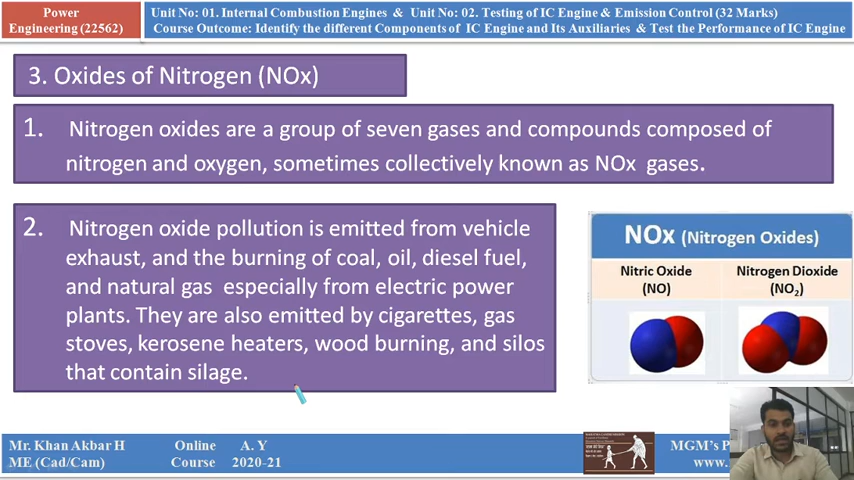 Power
Engineering (22562)
Unit No: 01. Internal Combustion Engines & Unit No: 02. Testing of IC Engine & Emission Control (32 Marks)
Course Outcome: Identify the different Components of IC Engine and Its Auxiliaries & Test the Performance of IC Engine
3. Oxides of Nitrogen (NOx)
1. Nitrogen oxides are a group of seven gases and compounds composed of
nitrogen and oxygen, sometimes collectively known as NOx gases.
2. Nitrogen oxide pollution is emitted from vehicle
exhaust, and the burning of coal, oil, diesel fuel,
and natural gas especially from electric power
plants. They are also emitted by cigarettes, gas
stoves, kerosene heaters, wood burning, and silos
that contain silage.
NOx (Nitrogen Oxides)
Nitric Oxide
(NO)
Nitrogen Dioxide
(NO₂)
Mr. Khan Akbar H
ME (Cad/Cam)
Online
Course
A. Y
2020-21
MGM's P
www.